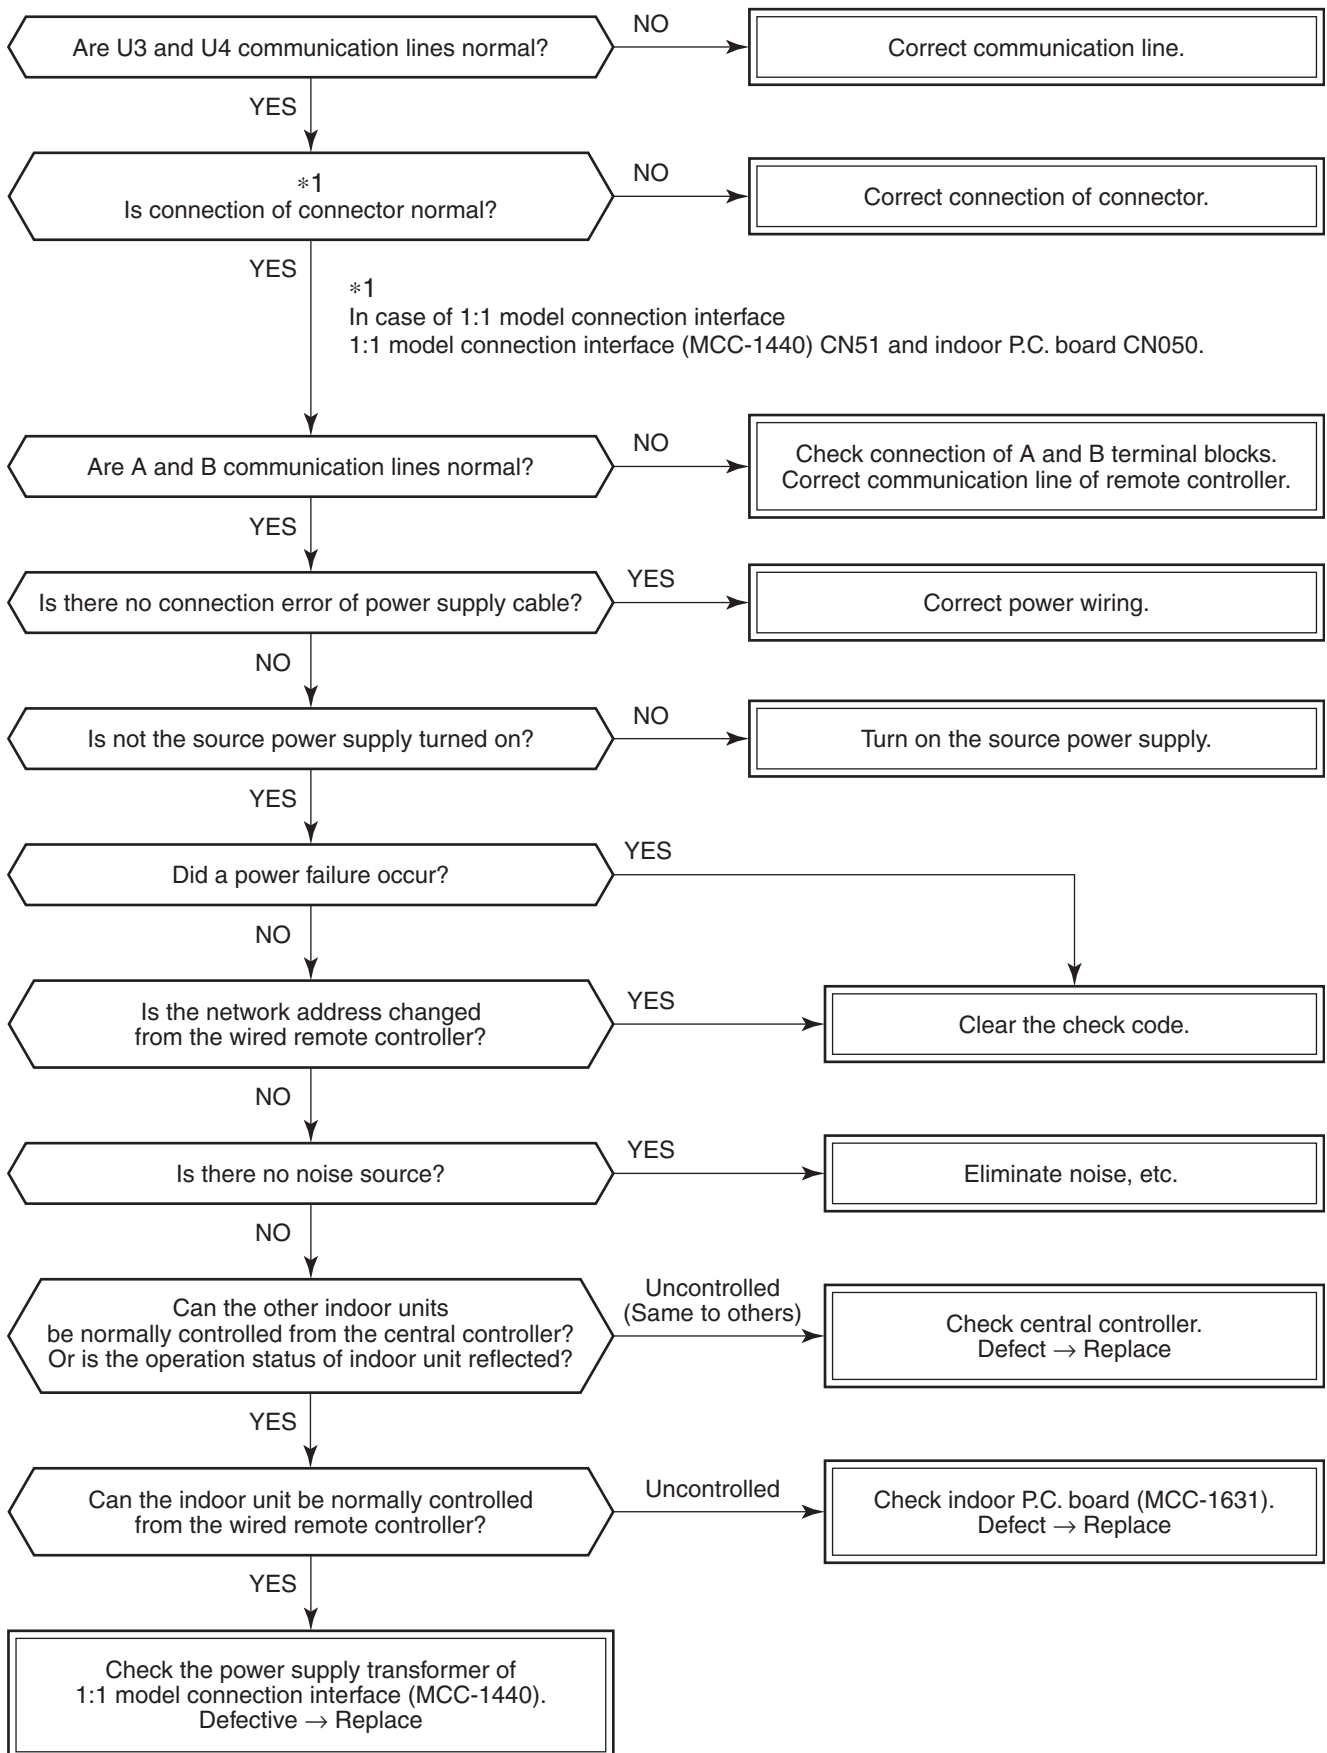 Are U3 and U4 communication lines normal?
NO
Correct communication line.
YES
*1
Is connection of connector normal?
NO
Correct connection of connector.
YES
*1
In case of 1:1 model connection interface
1:1 model connection interface (MCC-1440) CN51 and indoor P.C. board CN050.
Are A and B communication lines normal?
NO
Check connection of A and B terminal blocks.
Correct communication line of remote controller.
YES
Is there no connection error of power supply cable?
YES
Correct power wiring.
NO
Is not the source power supply turned on?
NO
Turn on the source power supply.
YES
Did a power failure occur?
YES
NO
Is the network address changed
from the wired remote controller?
YES
Clear the check code.
NO
Is there no noise source?
YES
Eliminate noise, etc.
NO
Can the other indoor units
be normally controlled from the central controller?
Or is the operation status of indoor unit reflected?
Uncontrolled
(Same to others)
Check central controller.
Defect → Replace
YES
Can the indoor unit be normally controlled
from the wired remote controller?
Uncontrolled
Check indoor P.C. board (MCC-1631).
Defect → Replace
YES
Check the power supply transformer of
1:1 model connection interface (MCC-1440).
Defective → Replace